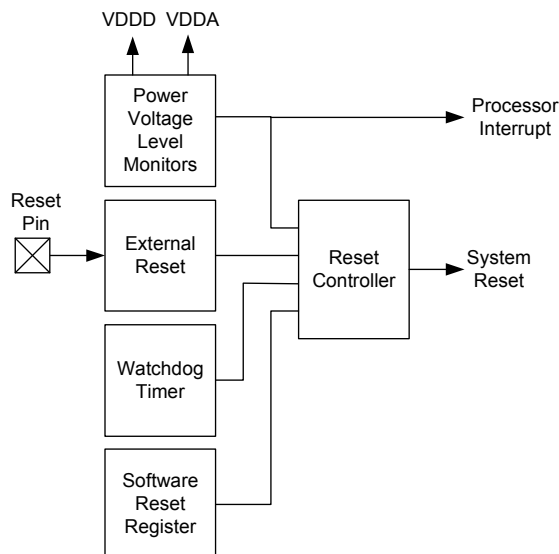 VDDD VDDA
Power
Voltage
Level
Monitors
Processor
Interrupt
Reset
Pin
External
Reset
Reset
Controller
System
Reset
Watchdog
Timer
Software
Reset
Register